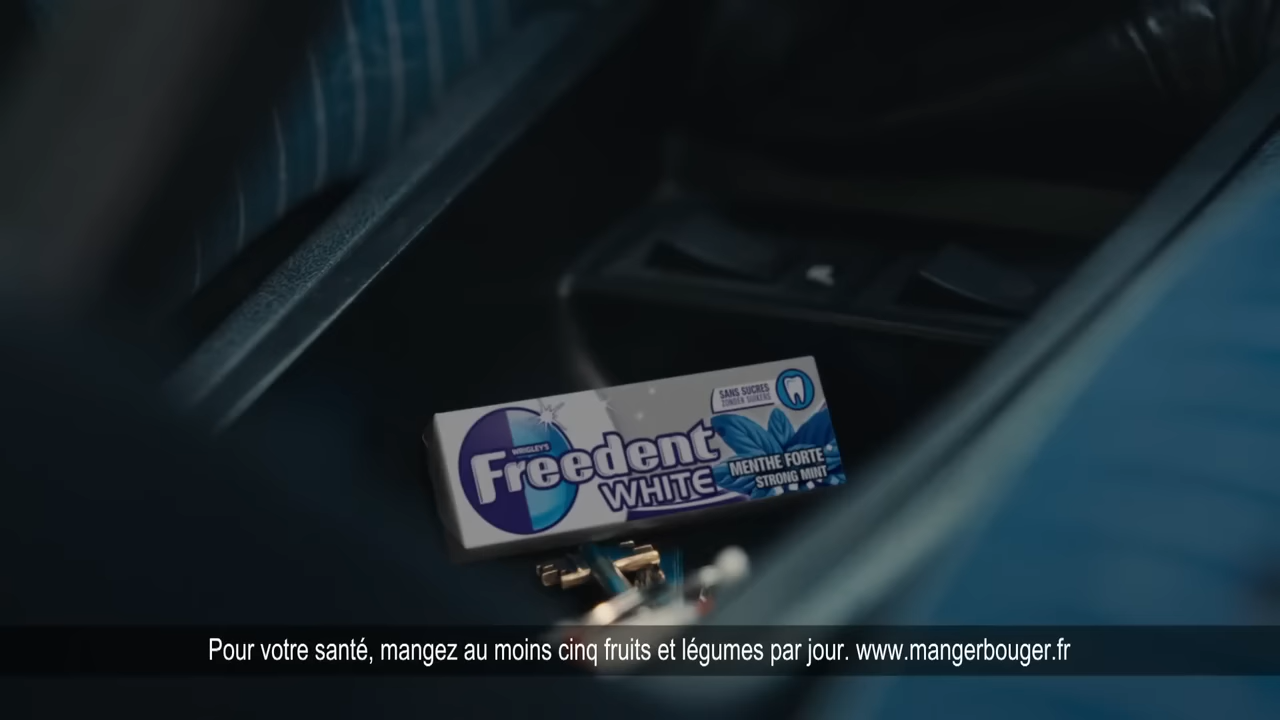 SANS SUCRES
ZONDER SUIKERS
WRIGLEY'S
Freedent
WHITE
MENTHE FORTE
STRONG MINT
Pour votre santé, mangez au moins cinq fruits et légumes par jour. www.mangerbouger.fr